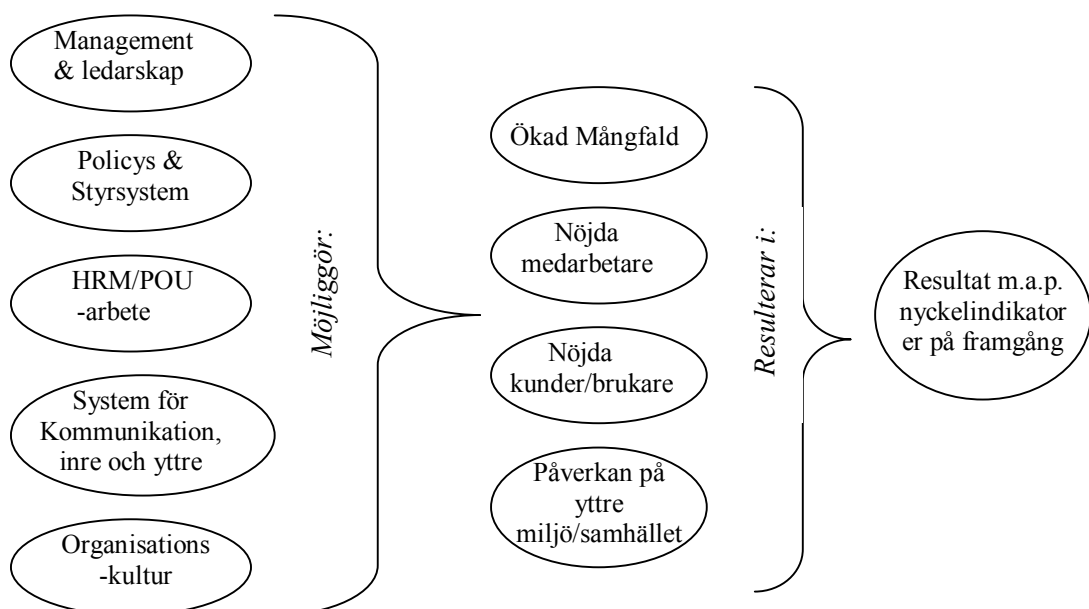 Management
& ledarskap
Policys &
Styrsystem
HRM/POU
-arbete
System för
Kommunikation,
inre och yttre
Organisations
-kultur
Möjliggör:
Ökad Mångfald
Nöjda
medarbetare
Nöjda
kunder/brukare
Påverkan på
yttre
miljö/samhället
Resulterar i:
Resultat m.a.p.
nyckelindikator
er på framgång